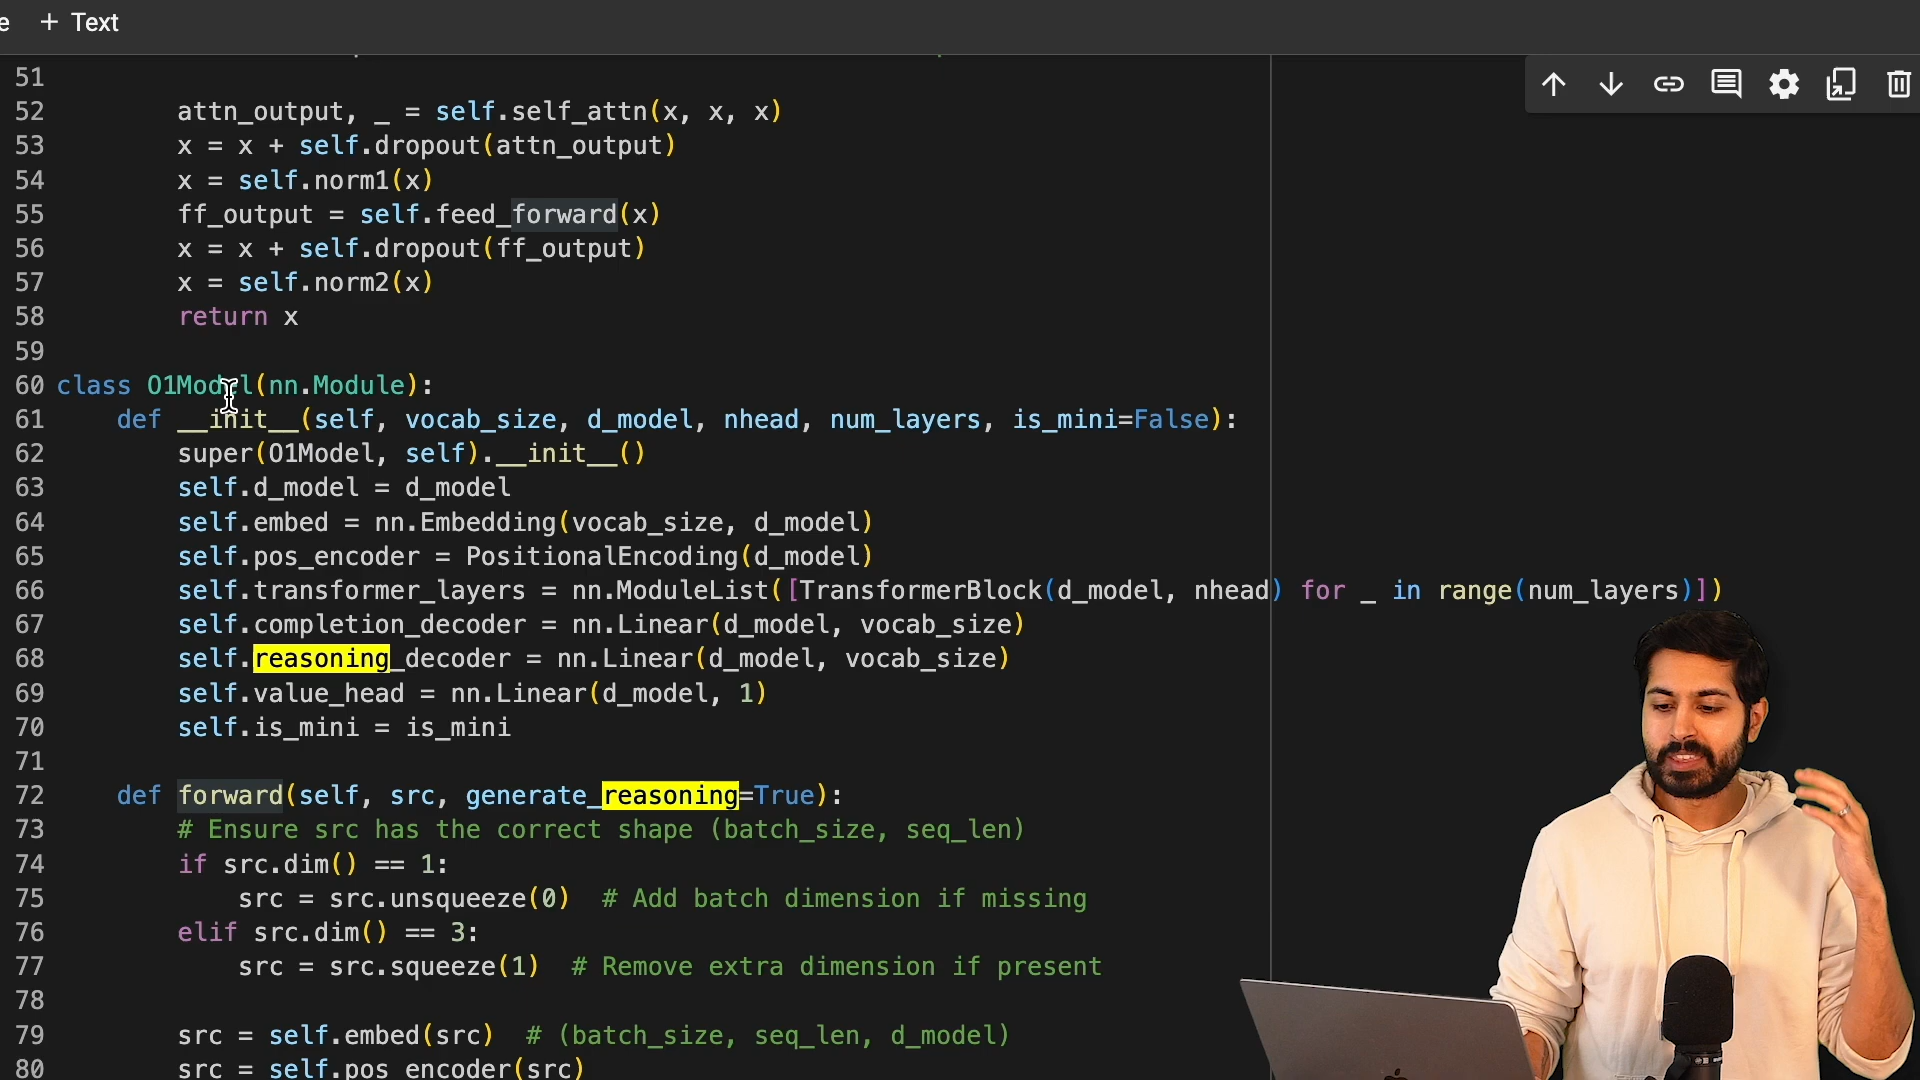 e + Text
51
52 attn_output, _ = self.self_attn(x, x, x)
53 x = x + self.dropout(attn_output)
54 x = self.norm1(x)
55 ff_output = self.feed_forward(x)
56 x = x + self.dropout(ff_output)
57 x = self.norm2(x)
58 return x
59
60 class O1Model(nn.Module):
61 def __init__(self, vocab_size, d_model, nhead, num_layers, is_mini=False):
62 super(O1Model, self).__init__()
63 self.d_model = d_model
64 self.embed = nn.Embedding(vocab_size, d_model)
65 self.pos_encoder = PositionalEncoding(d_model)
66 self.transformer_layers = nn.ModuleList([TransformerBlock(d_model, nhead) for _ in range(num_layers)])
67 self.completion_decoder = nn.Linear(d_model, vocab_size)
68 self.reasoning_decoder = nn.Linear(d_model, vocab_size)
69 self.value_head = nn.Linear(d_model, 1)
70 self.is_mini = is_mini
71
72 def forward(self, src, generate_reasoning=True):
73 # Ensure src has the correct shape (batch_size, seq_len)
74 if src.dim() == 1:
75 src = src.unsqueeze(0) # Add batch dimension if missing
76 elif src.dim() == 3:
77 src = src.squeeze(1) # Remove extra dimension if present
78
79 src = self.embed(src) # (batch_size, seq_len, d_model)
80 src = self.pos_encoder(src)